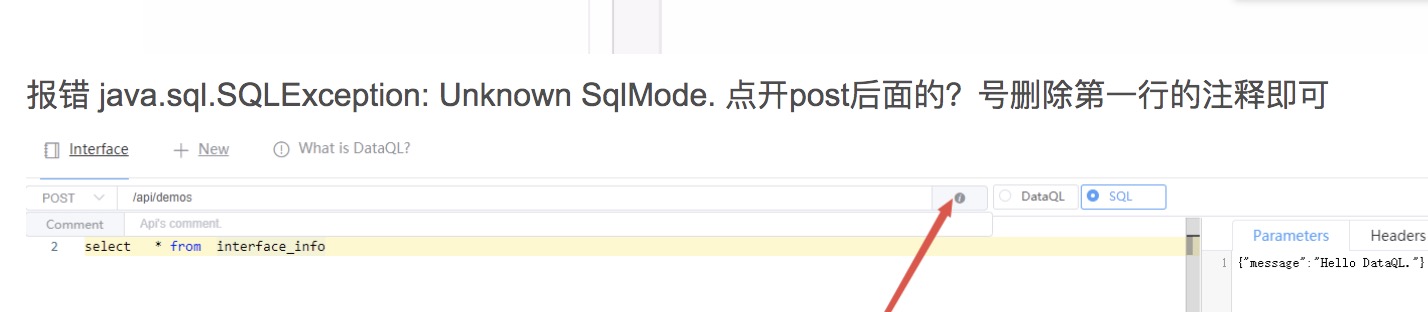 报错 java.sql.SQLException: Unknown SqlMode. 点开post后面的？号删除第一行的注释即可
Interface + New What is DataQL?
POST /api/demos DataQL SQL
Comment Api's comment.
2 select * from interface_info
Parameters Headers
1 {"message":"Hello DataQL."}